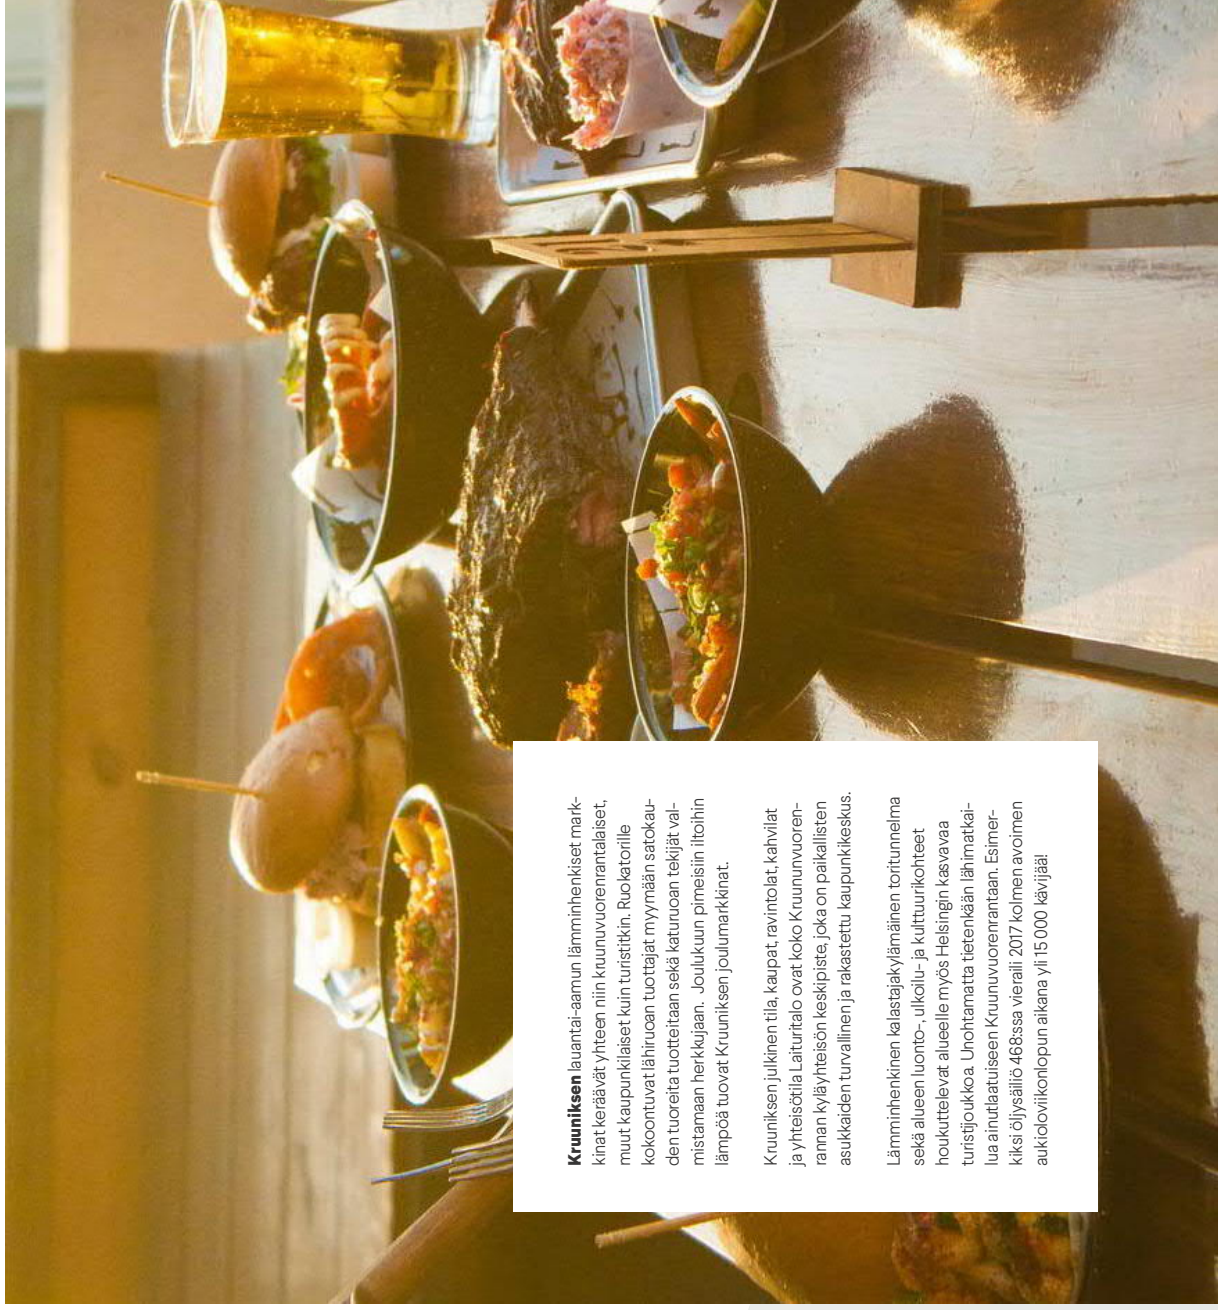 Kruuniksen lauantai-aamun lämminhenkiset mark-
kinat keräävät yhteen niin kruunuvuorenrantalaiset,
muut kaupunkilaiset kuin turistitkin. Ruokatorille
kokoontuvat lähiruoan tuottajat myymään satokau-
den tuoreita tuotteitaan sekä katuruoan tekijät val-
mistamaan herkkujaan. Joulukuun pimeisiin iltoihin
lämpöä tuovat Kruuniksen joulumarkkinat.
Kruuniksen julkinen tila, kaupat, ravintolat, kahvilat
ja yhteisötila Laituritalo ovat koko Kruununvuoren-
rannan kyläyhteisön keskipiste, joka on paikallisten
asukkaiden turvallinen ja rakastettu kaupunkikeskus.
Lämminhenkinen kalastajakylämäinen toritunnelma
sekä alueen luonto-, ulkoilu- ja kulttuurikohteet
houkuttelevat alueelle myös Helsingin kasvavaa
turistijoukkoa. Unohtamatta tietenkään lähimatkai-
lua ainutlaatuiseen Kruunuvuorenrantaan. Esimer-
kiksi öljysäiliö 468:ssa vieraili 2017 kolmen avoimen
aukioloviikonlopun aikana yli 15 000 kävijää!